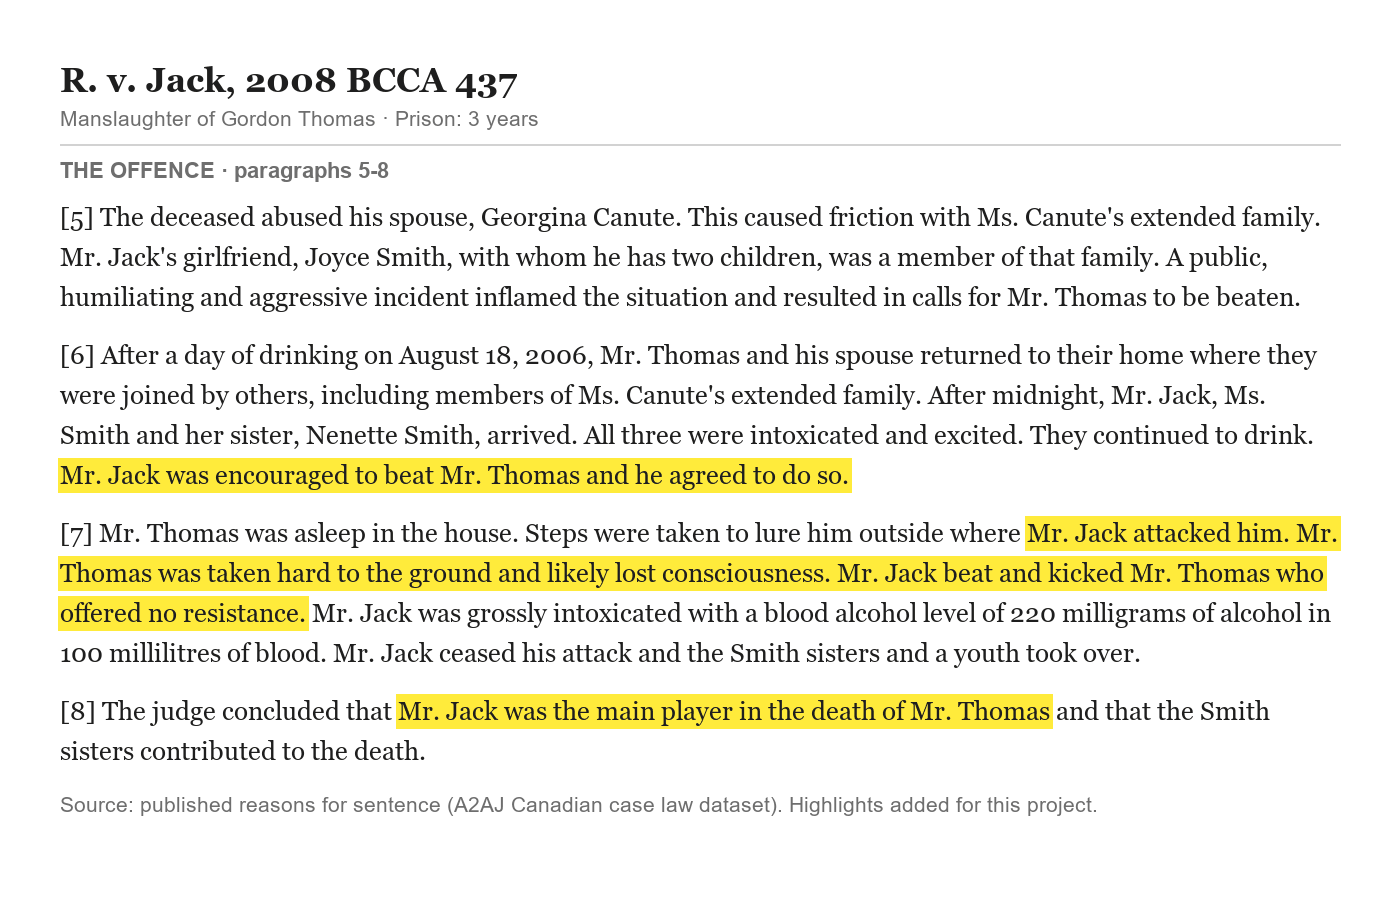 R. v. Jack, 2008 BCCA 437
Manslaughter of Gordon Thomas · Prison: 3 years
THE OFFENCE · paragraphs 5-8
[5] The deceased abused his spouse, Georgina Canute. This caused friction with Ms. Canute's extended family.
Mr. Jack's girlfriend, Joyce Smith, with whom he has two children, was a member of that family. A public,
humiliating and aggressive incident inflamed the situation and resulted in calls for Mr. Thomas to be beaten.
[6] After a day of drinking on August 18, 2006, Mr. Thomas and his spouse returned to their home where they
were joined by others, including members of Ms. Canute's extended family. After midnight, Mr. Jack, Ms.
Smith and her sister, Nenette Smith, arrived. All three were intoxicated and excited. They continued to drink.
Mr. Jack was encouraged to beat Mr. Thomas and he agreed to do so.
[7] Mr. Thomas was asleep in the house. Steps were taken to lure him outside where Mr. Jack attacked him. Mr.
Thomas was taken hard to the ground and likely lost consciousness. Mr. Jack beat and kicked Mr. Thomas who
offered no resistance. Mr. Jack was grossly intoxicated with a blood alcohol level of 220 milligrams of alcohol in
100 millilitres of blood. Mr. Jack ceased his attack and the Smith sisters and a youth took over.
[8] The judge concluded that Mr. Jack was the main player in the death of Mr. Thomas and that the Smith
sisters contributed to the death.
Source: published reasons for sentence (A2AJ Canadian case law dataset). Highlights added for this project.